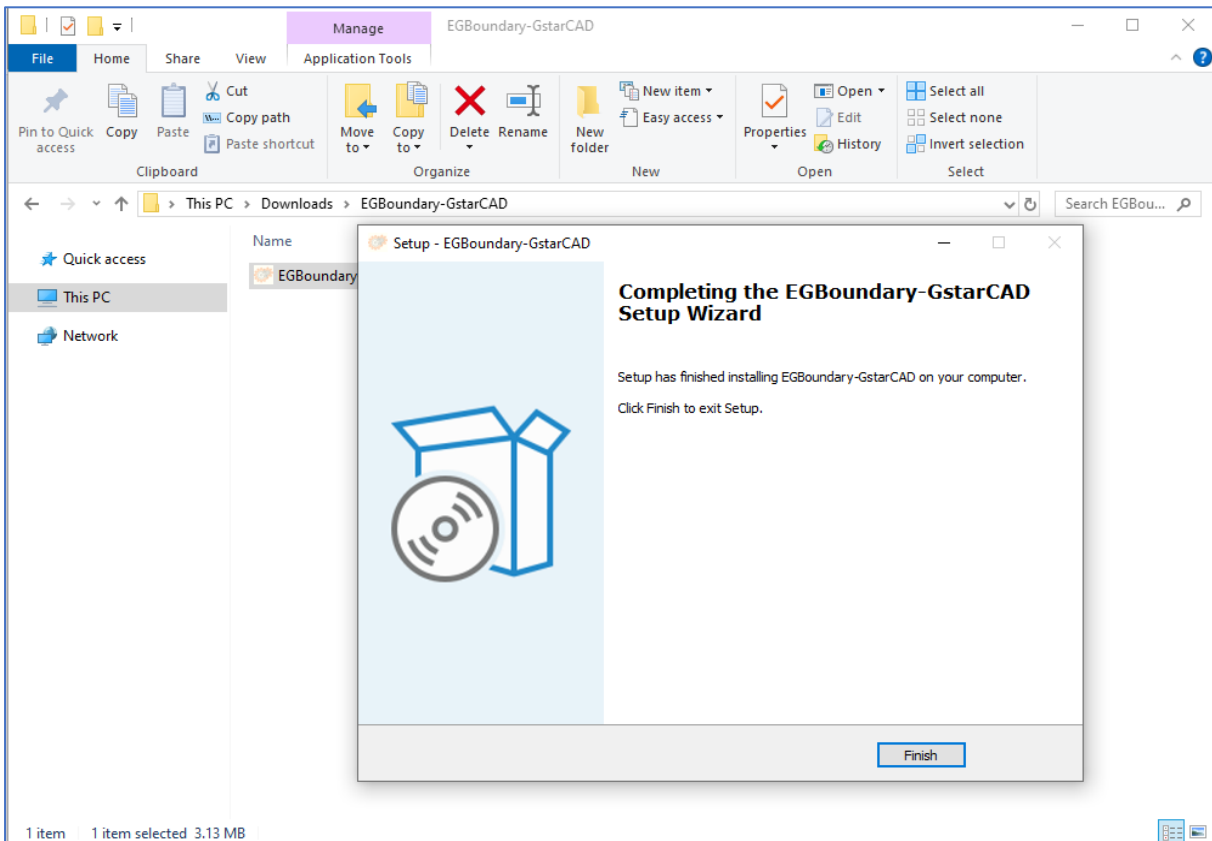 Manage
EGBoundary-GstarCAD
File Home Share View Application Tools
Pin to Quick access
Copy
Paste
Cut
Copy path
Paste shortcut
Clipboard
Move to
Copy to
Delete
Rename
Organize
New folder
New item
Easy access
New
Properties
Open
Edit
History
Open
Select all
Select none
Invert selection
Select
This PC > Downloads > EGBoundary-GstarCAD
Search EGBou...
Quick access
This PC
Network
Name
EGBoundary
Setup - EGBoundary-GstarCAD
Completing the EGBoundary-GstarCAD
Setup Wizard
Setup has finished installing EGBoundary-GstarCAD on your computer.
Click Finish to exit Setup.
Finish
1 item 1 item selected 3.13 MB